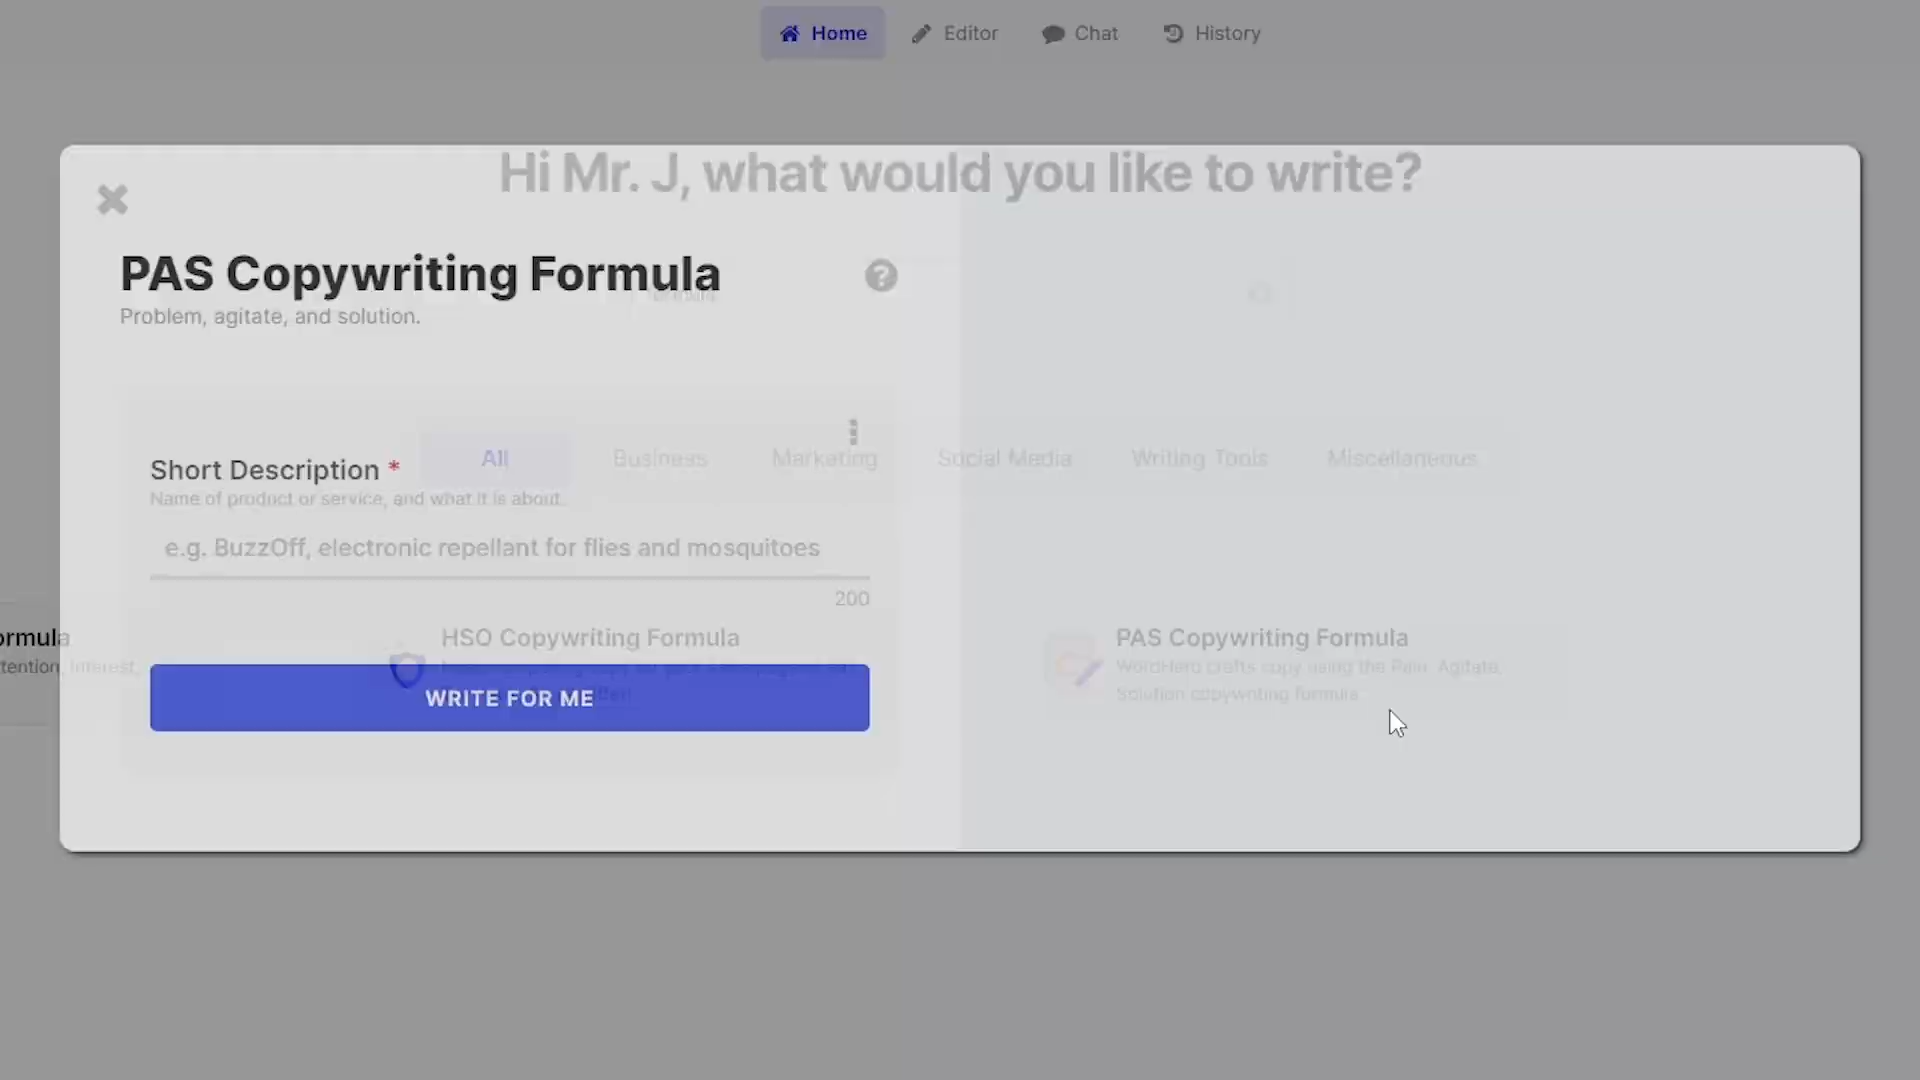 Home Editor Chat History
Hi Mr. J, what would you like to write?
PAS Copywriting Formula
Problem, agitate, and solution.
All Business Marketing Social Media Writing Tools Miscellaneous
Short Description *
Name of product or service, and what it is about.
e.g. BuzzOff, electronic repellant for flies and mosquitoes
200
ormula
tention, Interest,
HSO Copywriting Formula
WRITE FOR ME
PAS Copywriting Formula
WordHero crafts copy using the Pain, Agitate,
Solution copywriting formula.